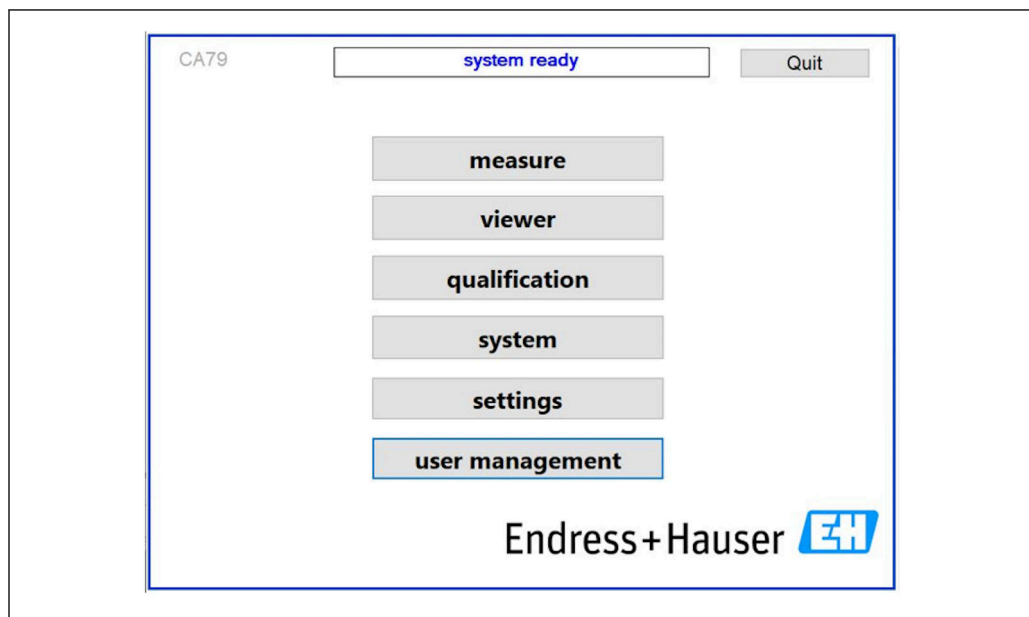 CA79
system ready
Quit
measure
viewer
qualification
system
settings
user management
Endress+Hauser EH